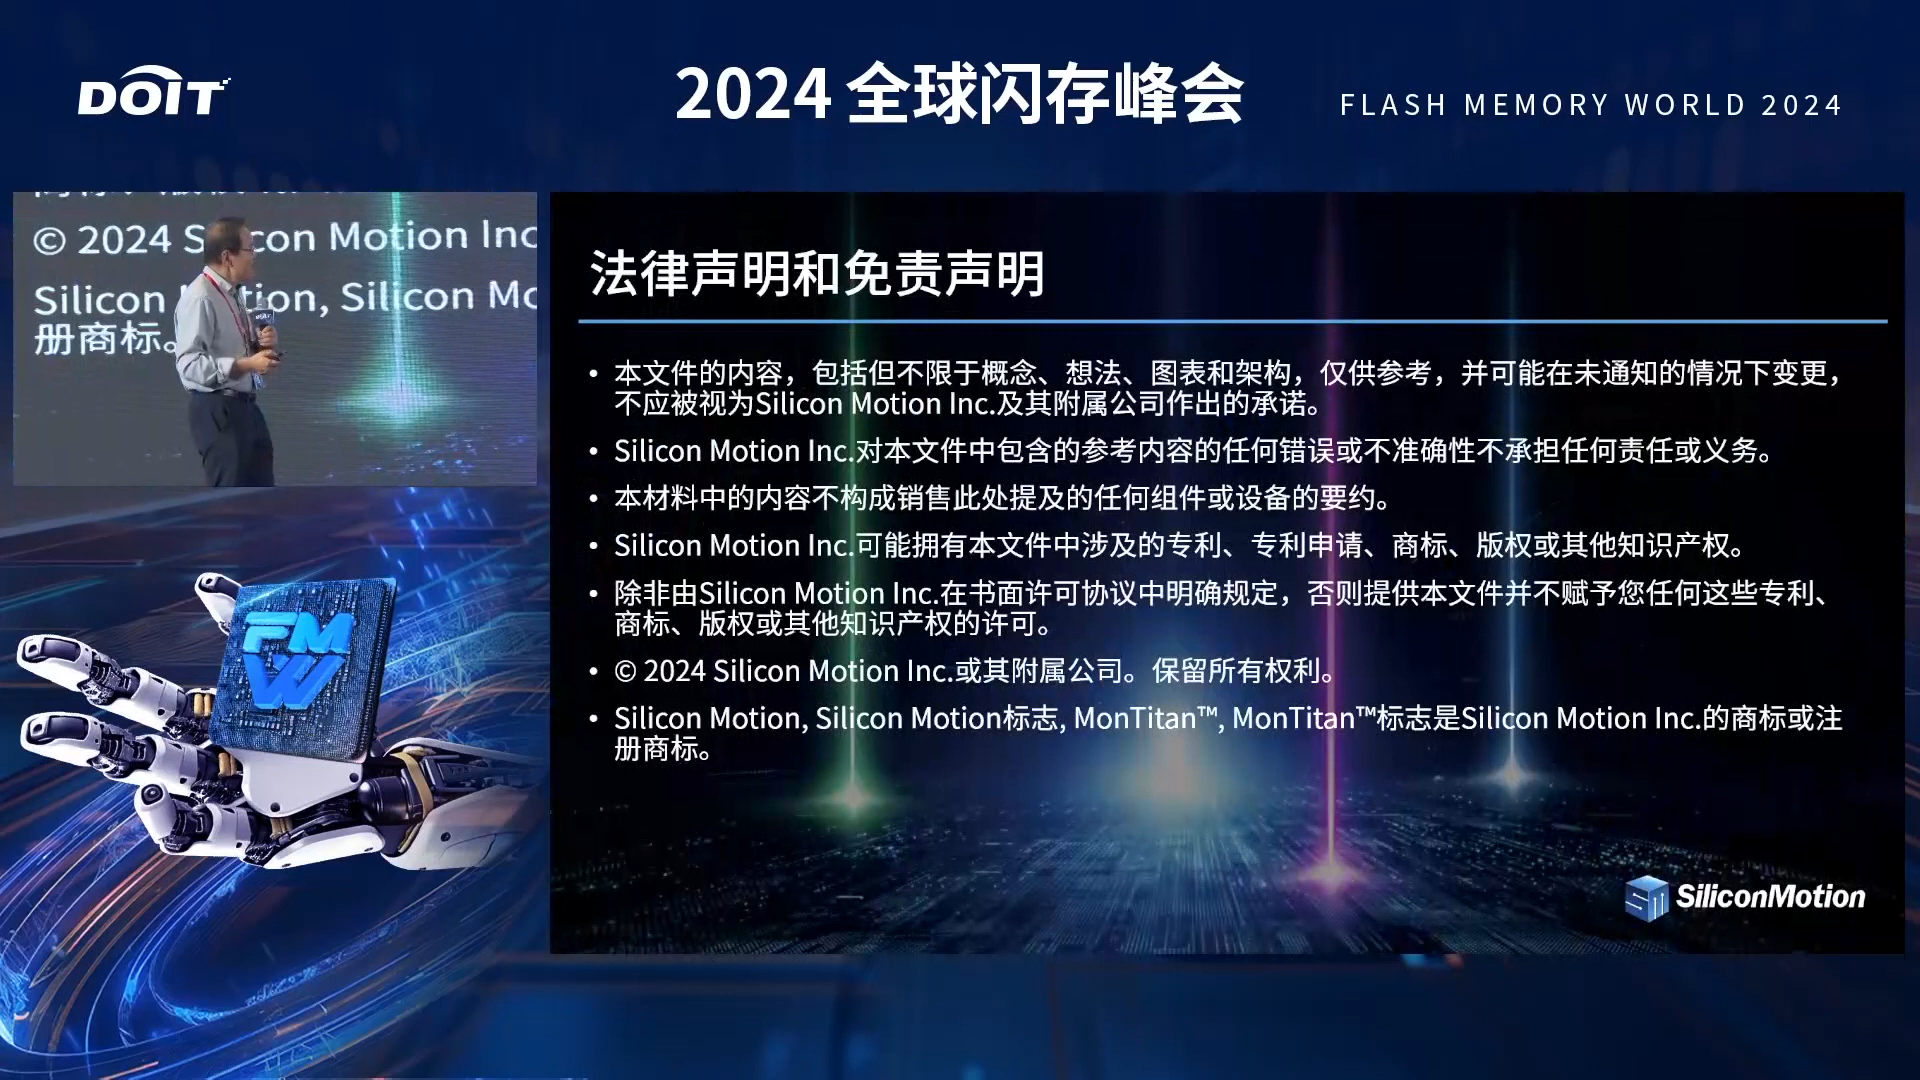 DOIT
2024 全球闪存峰会
FLASH MEMORY WORLD 2024
© 2024 Silicon Motion Inc
Silicon Motion, Silicon Mo
册商标。
FMW
法律声明和免责声明
• 本文件的内容，包括但不限于概念、想法、图表和架构，仅供参考，并可能在未通知的情况下变更，
不应被视为Silicon Motion Inc.及其附属公司作出的承诺。
• Silicon Motion Inc.对本文件中包含的参考内容的任何错误或不准确性不承担任何责任或义务。
• 本材料中的内容不构成销售此处提及的任何组件或设备的要约。
• Silicon Motion Inc.可能拥有本文件中涉及的专利、专利申请、商标、版权或其他知识产权。
• 除非由Silicon Motion Inc.在书面许可协议中明确规定，否则提供本文件并不赋予您任何这些专利、
商标、版权或其他知识产权的许可。
• © 2024 Silicon Motion Inc.或其附属公司。保留所有权利。
• Silicon Motion, Silicon Motion标志, MonTitan™, MonTitan™标志是Silicon Motion Inc.的商标或注
册商标。
SiliconMotion